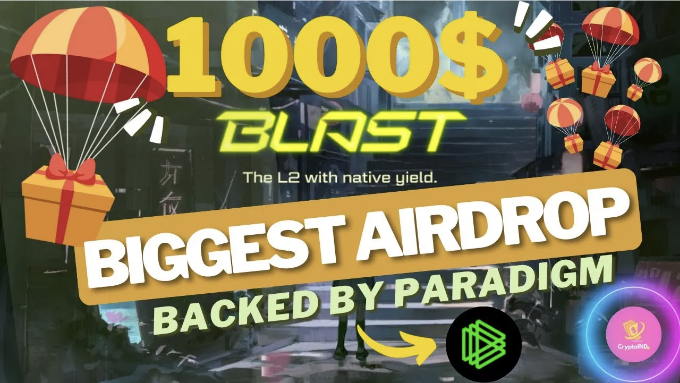 1000$
BLAST
The L2 with native yield.
BIGGEST AIRDROP
BACKED BY PARADIGM